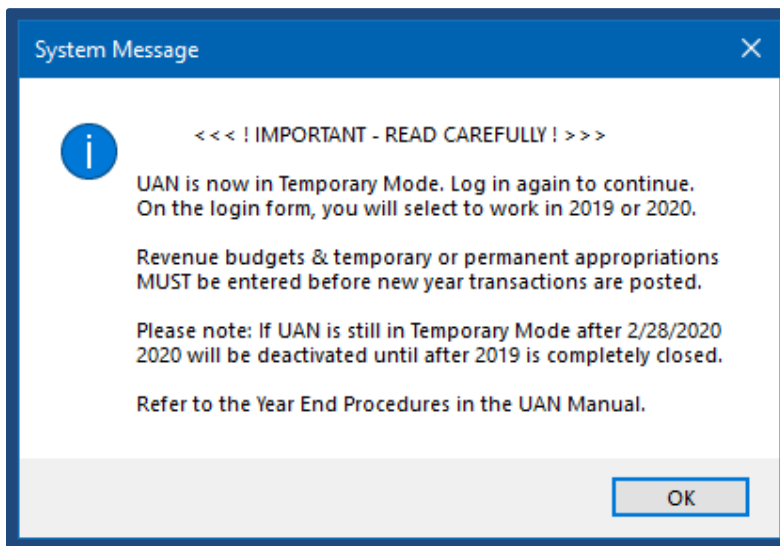 System Message
< < < ! IMPORTANT - READ CAREFULLY ! > > >
UAN is now in Temporary Mode. Log in again to continue.
On the login form, you will select to work in 2019 or 2020.
Revenue budgets & temporary or permanent appropriations
MUST be entered before new year transactions are posted.
Please note: If UAN is still in Temporary Mode after 2/28/2020
2020 will be deactivated until after 2019 is completely closed.
Refer to the Year End Procedures in the UAN Manual.
OK